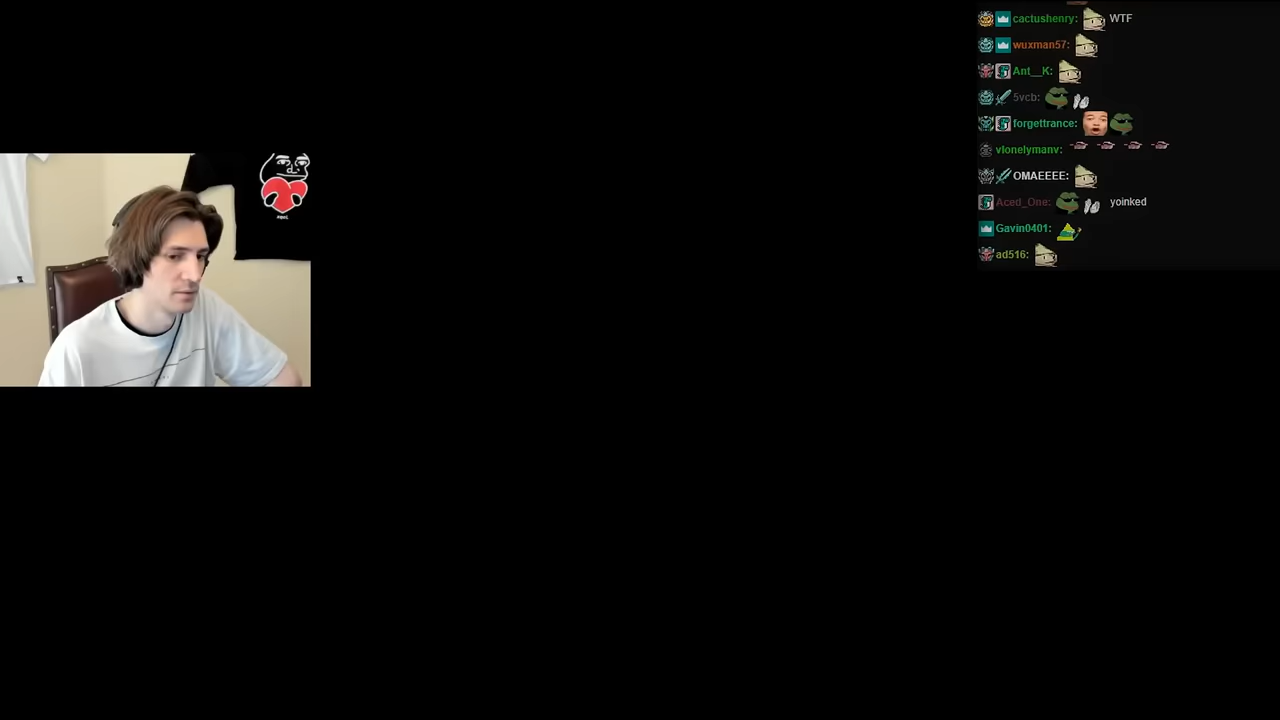 cactushenry: WTF
wuxman57:
Ant__K:
5vcb:
forgettrance:
vlonelymanv:
OMAEEEE:
Aced_One: yoinked
Gavin0401:
ad516: